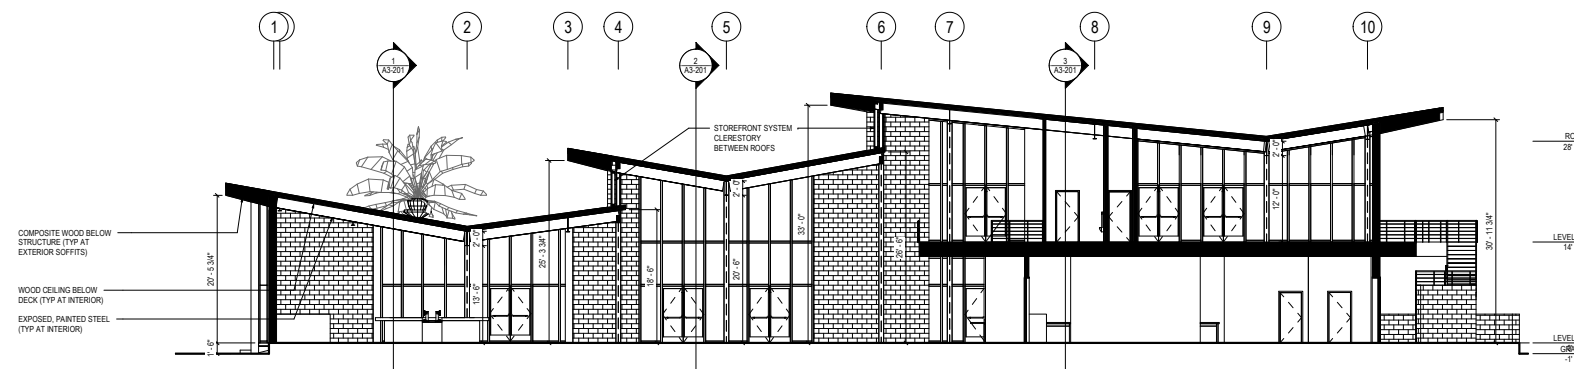 1
2
3
4
5
6
7
8
9
10
1
A3-201
2
A3-201
3
A3-201
STOREFRONT SYSTEM
CLERESTORY
BETWEEN ROOFS
COMPOSITE WOOD BELOW
STRUCTURE (TYP AT
EXTERIOR SOFFITS)
WOOD CEILING BELOW
DECK (TYP AT INTERIOR)
EXPOSED, PAINTED STEEL
(TYP AT INTERIOR)
20' - 5 3/4"
1' - 6"
2' - 0"
13' - 6"
25' - 3 3/4"
18' - 6"
2' - 0"
20' - 6"
33' - 0"
26' - 6"
2' - 0"
12' - 0"
30' - 11 3/4"
RO
28'
LEVEL
14'
LEVEL
-1'